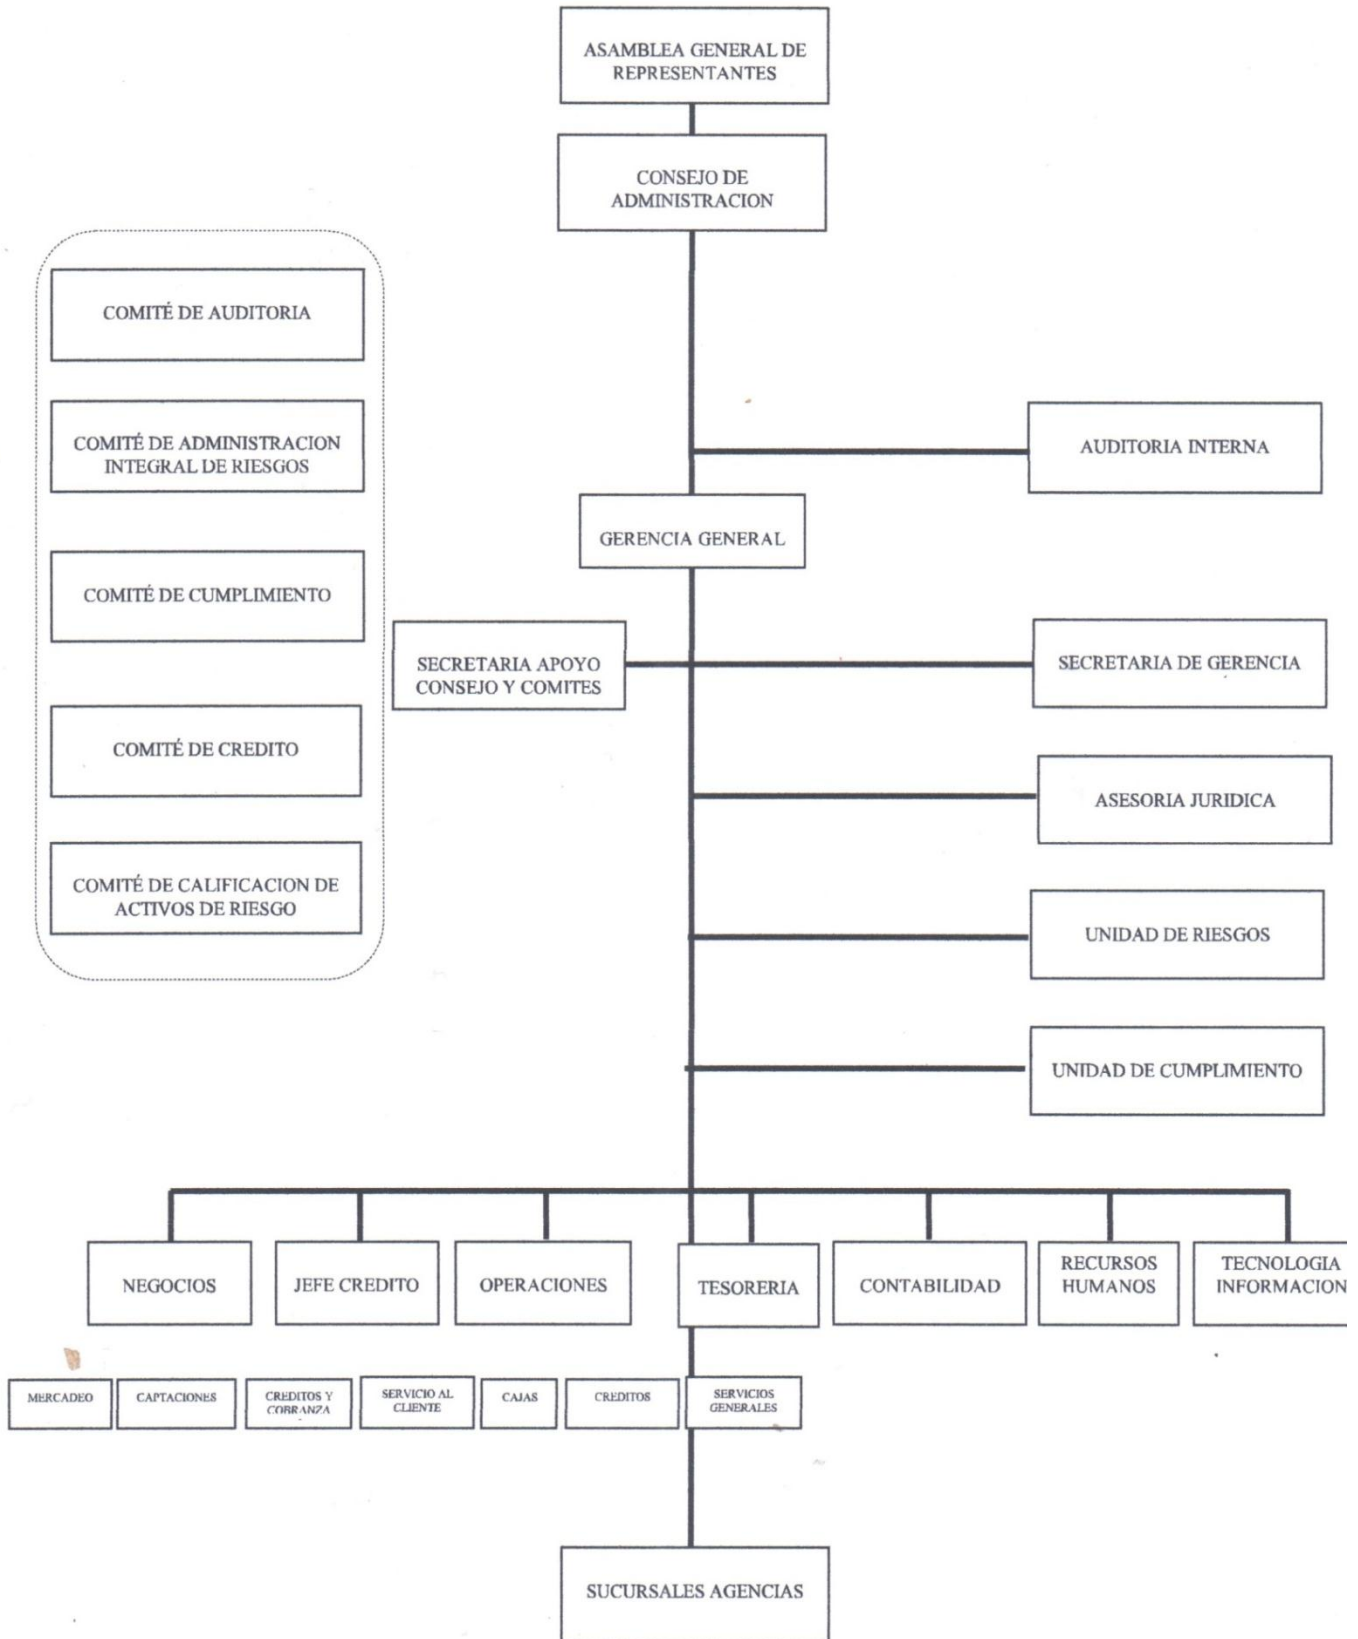 ASAMBLEA GENERAL DE
REPRESENTANTES
CONSEJO DE
ADMINISTRACION
COMITÉ DE AUDITORIA
COMITÉ DE ADMINISTRACION
INTEGRAL DE RIESGOS
AUDITORIA INTERNA
GERENCIA GENERAL
COMITÉ DE CUMPLIMIENTO
SECRETARIA APOYO
CONSEJO Y COMITES
SECRETARIA DE GERENCIA
COMITÉ DE CREDITO
ASESORIA JURIDICA
COMITÉ DE CALIFICACION DE
ACTIVOS DE RIESGO
UNIDAD DE RIESGOS
UNIDAD DE CUMPLIMIENTO
NEGOCIOS
JEFE CREDITO
OPERACIONES
TESORERIA
CONTABILIDAD
RECURSOS
HUMANOS
TECNOLOGIA
INFORMACION
MERCADEO
CAPTACIONES
CREDITOS Y
COBRANZA
SERVICIO AL
CLIENTE
CAJAS
CREDITOS
SERVICIOS
GENERALES
SUCURSALES AGENCIAS